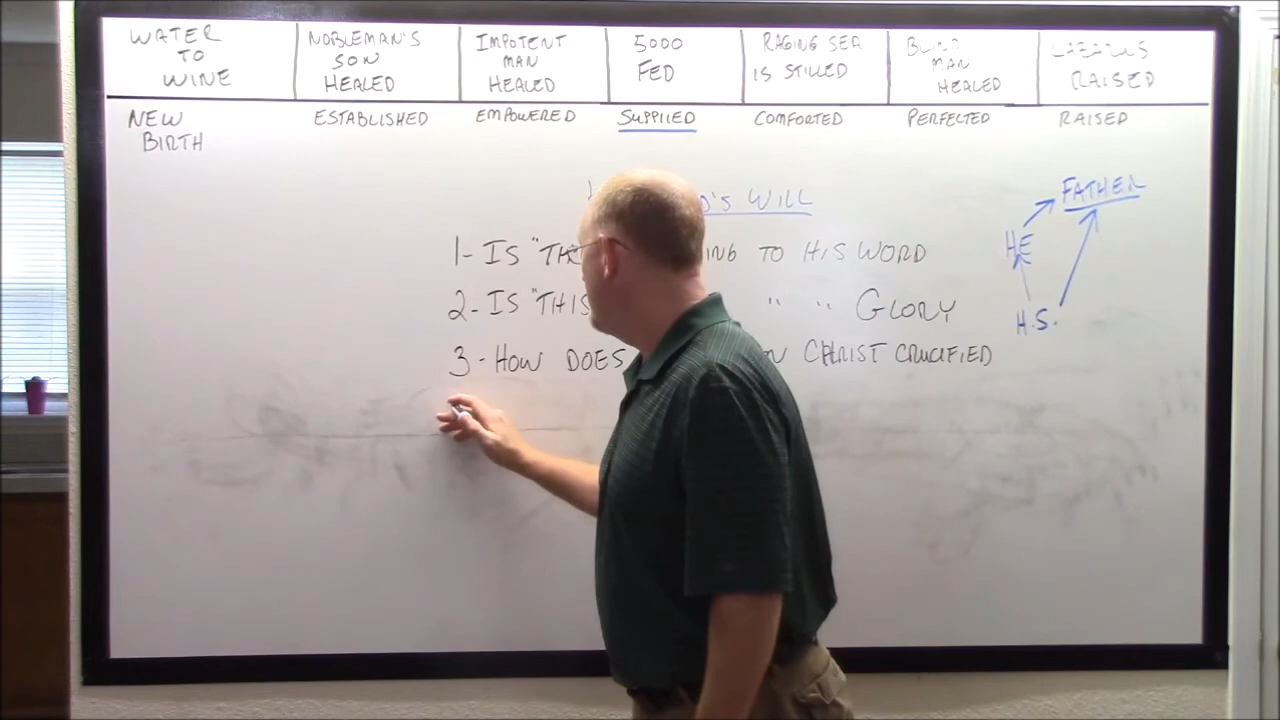 WATER
TO
WINE
NOBLEMAN'S
SON
HEALED
IMPOTENT
MAN
HEALED
5000
FED
RAGING SEA
IS STILLED
BLIND
MAN
HEALED
LAZARUS
RAISED
NEW
BIRTH
ESTABLISHED
EMPOWERED
SUPPLIED
COMFORTED
PERFECTED
RAISED
D'S WILL
1- IS "TH ING TO HIS WORD
2- IS "THIS " " GLORY
3- HOW DOES N CHRIST CRUCIFIED
FATHER
HE
H.S.